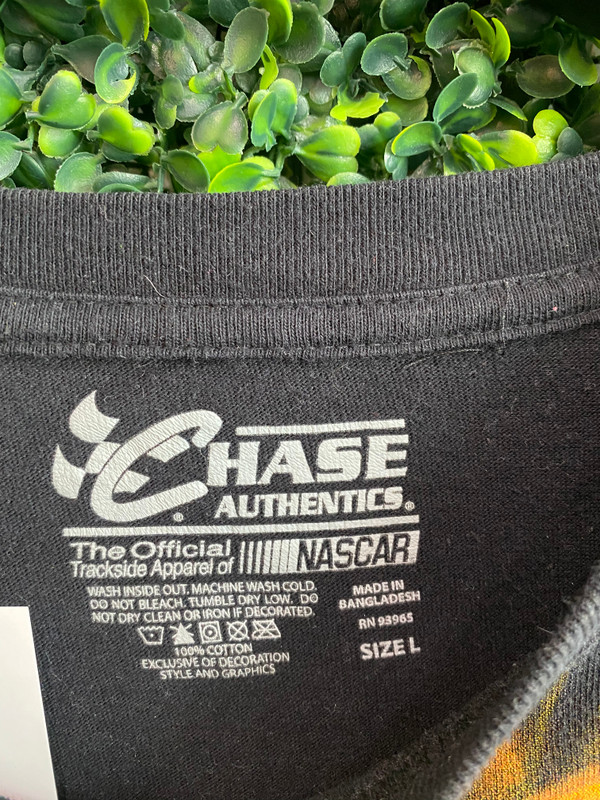 CHASE
AUTHENTICS®
The Official
Trackside Apparel of NASCAR
WASH INSIDE OUT. MACHINE WASH COLD.
DO NOT BLEACH. TUMBLE DRY LOW. DO
NOT DRY CLEAN OR IRON IF DECORATED.
100% COTTON
EXCLUSIVE OF DECORATION
STYLE AND GRAPHICS
MADE IN
BANGLADESH
RN 93965
SIZE L